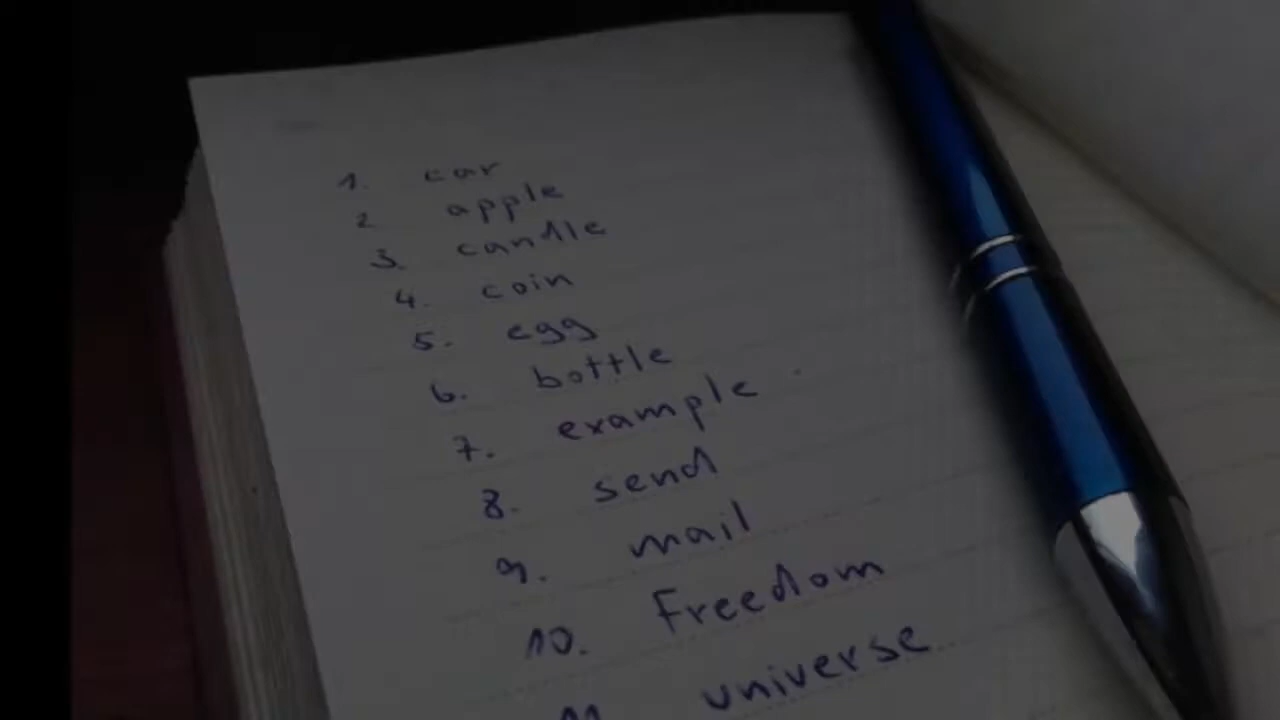 1. car
2 apple
3. candle
4. coin
5. egg
6. bottle
7. example
8. send
9. mail
10. Freedom
11 universe